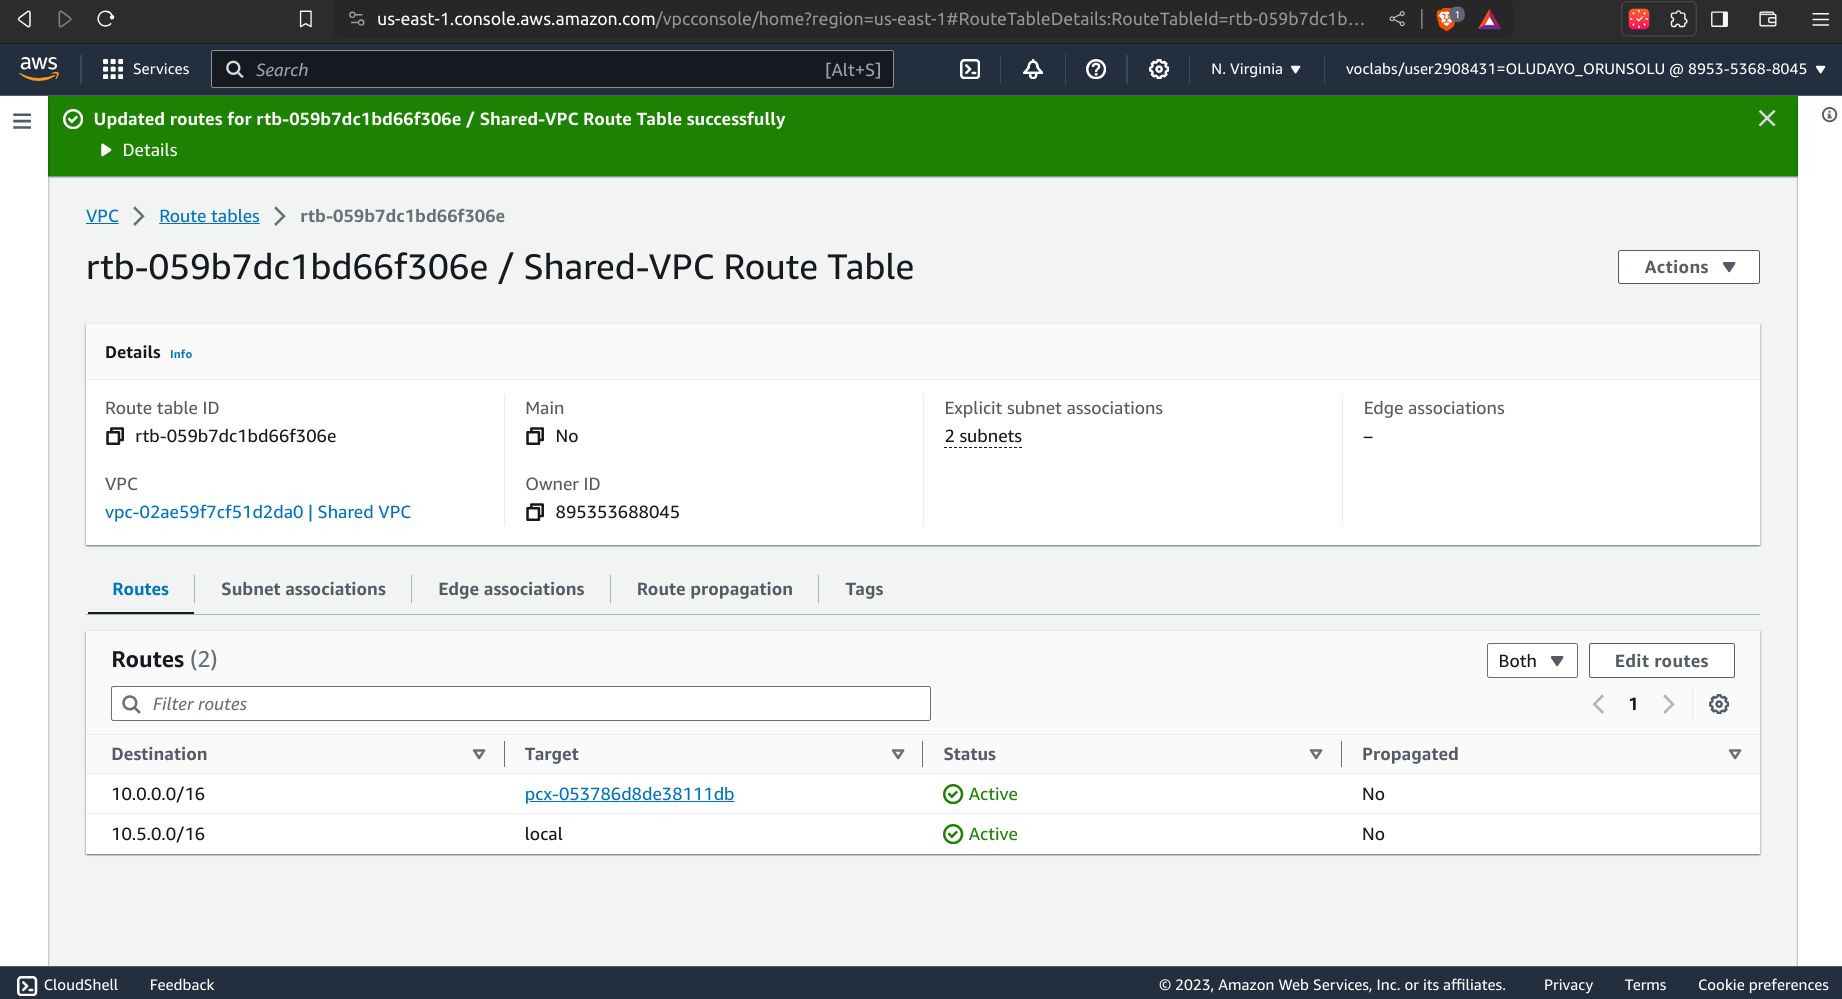 us-east-1.console.aws.amazon.com/vpcconsole/home?region=us-east-1#RouteTableDetails:RouteTableId=rtb-059b7dc1b... 1
aws Services Search [Alt+S] N. Virginia voclabs/user2908431=OLUDAYO_ORUNSOLU @ 8953-5368-8045
Updated routes for rtb-059b7dc1bd66f306e / Shared-VPC Route Table successfully
Details
VPC Route tables rtb-059b7dc1bd66f306e
rtb-059b7dc1bd66f306e / Shared-VPC Route Table
Actions
Details Info
Route table ID Main Explicit subnet associations Edge associations
rtb-059b7dc1bd66f306e No 2 subnets –
VPC Owner ID
vpc-02ae59f7cf51d2da0 | Shared VPC 895353688045
Routes Subnet associations Edge associations Route propagation Tags
Routes (2) Both Edit routes
Filter routes 1
Destination Target Status Propagated
10.0.0.0/16 pcx-053786d8de38111db Active No
10.5.0.0/16 local Active No
CloudShell Feedback © 2023, Amazon Web Services, Inc. or its affiliates. Privacy Terms Cookie preferences